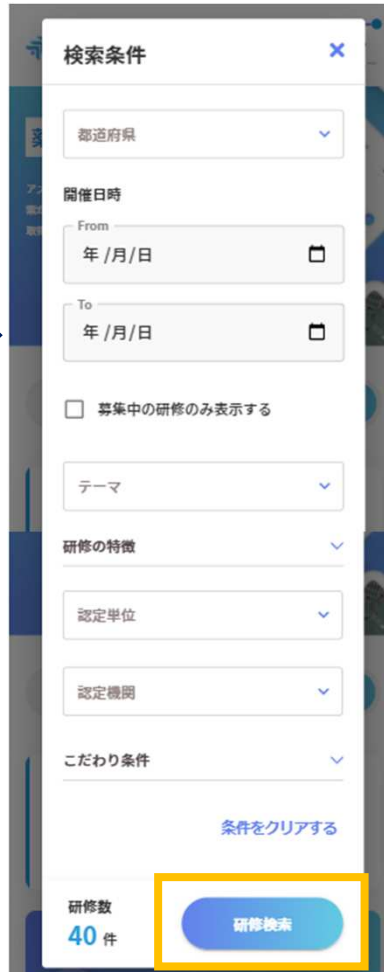 検索条件
都道府県
開催日時
From
年 /月/日
To
年 /月/日
募集中の研修のみ表示する
テーマ
研修の特徴
認定単位
認定機関
こだわり条件
条件をクリアする
研修数
40 件
研修検索